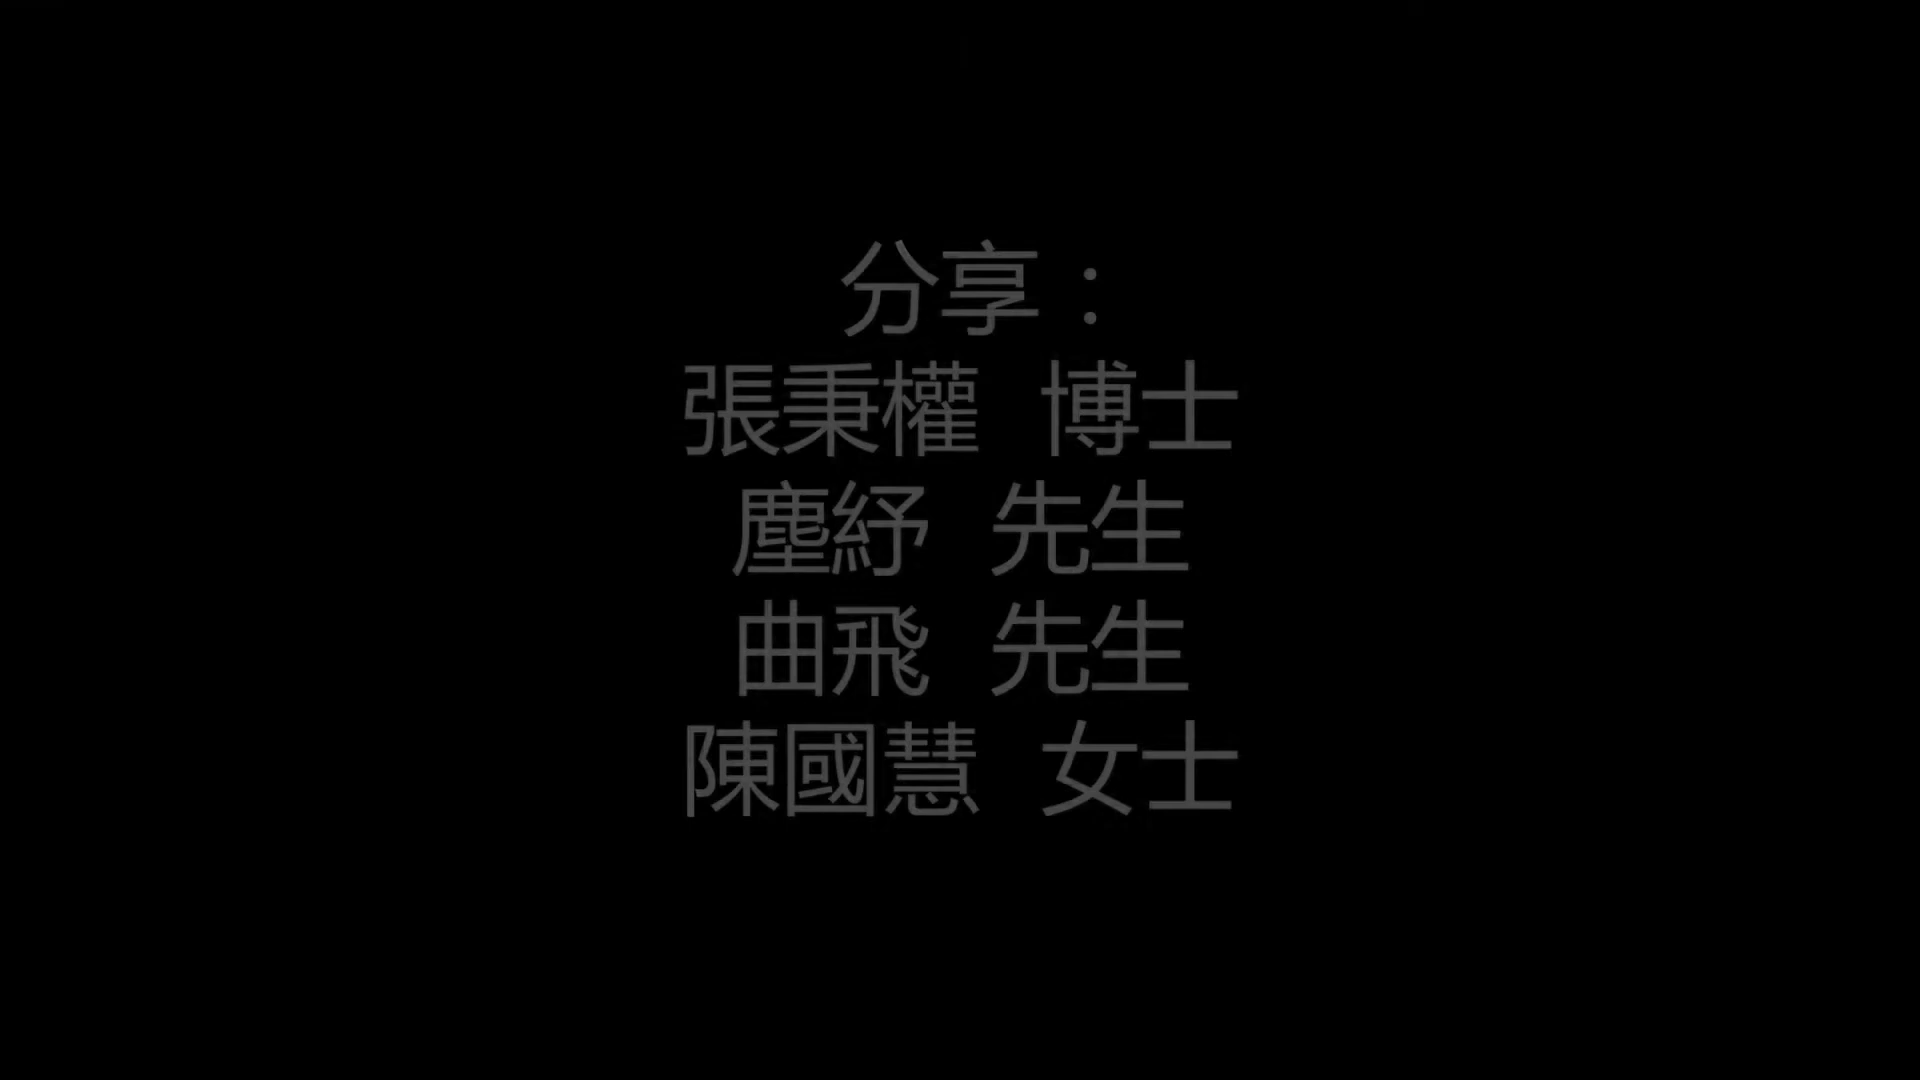 分享：
張秉權 博士
塵紓 先生
曲飛 先生
陳國慧 女士